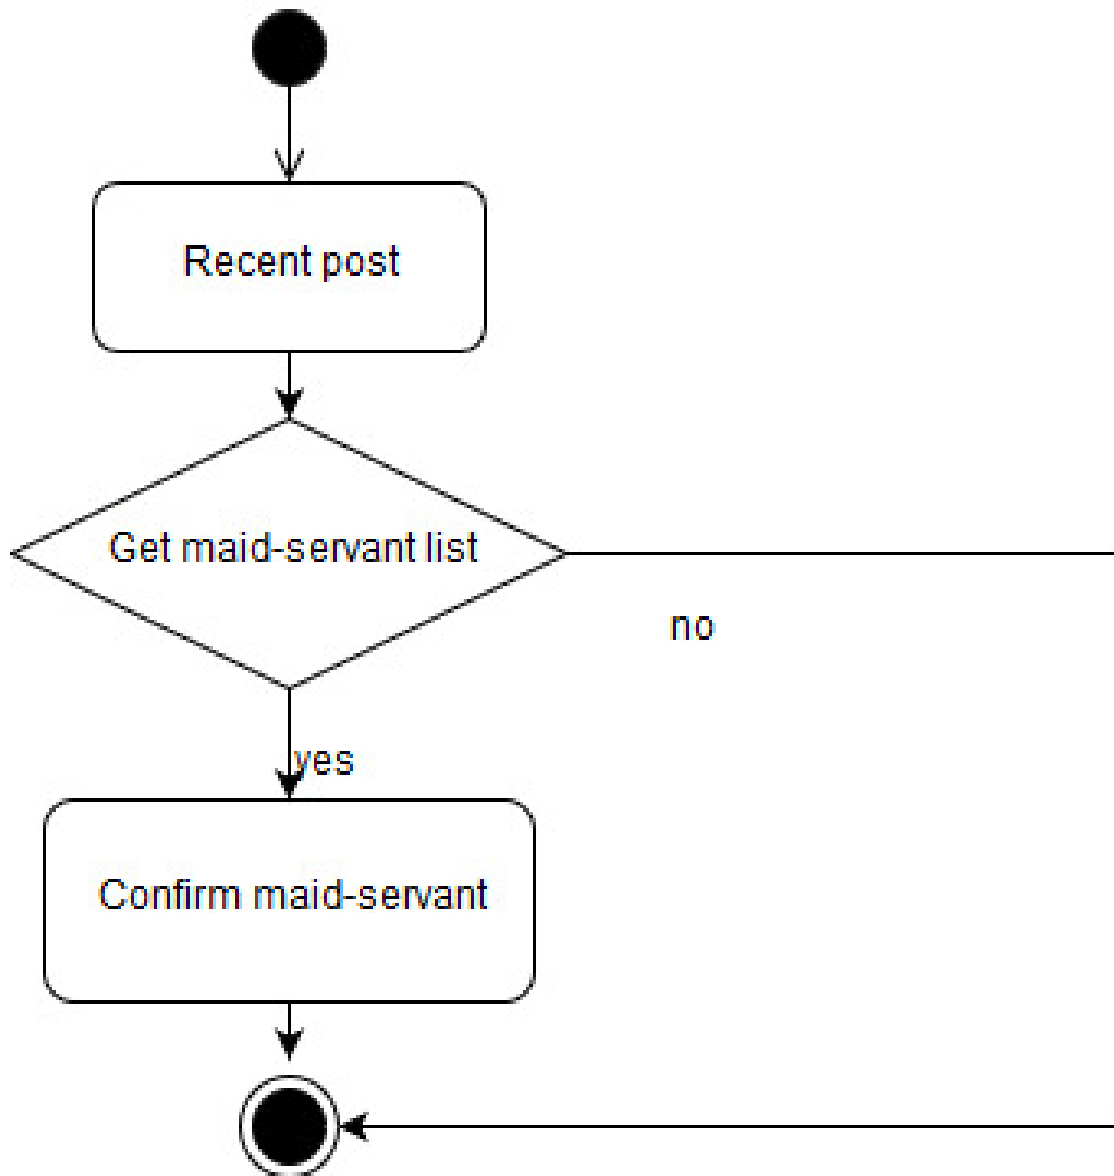 Recent post
Get maid-servant list
no
yes
Confirm maid-servant